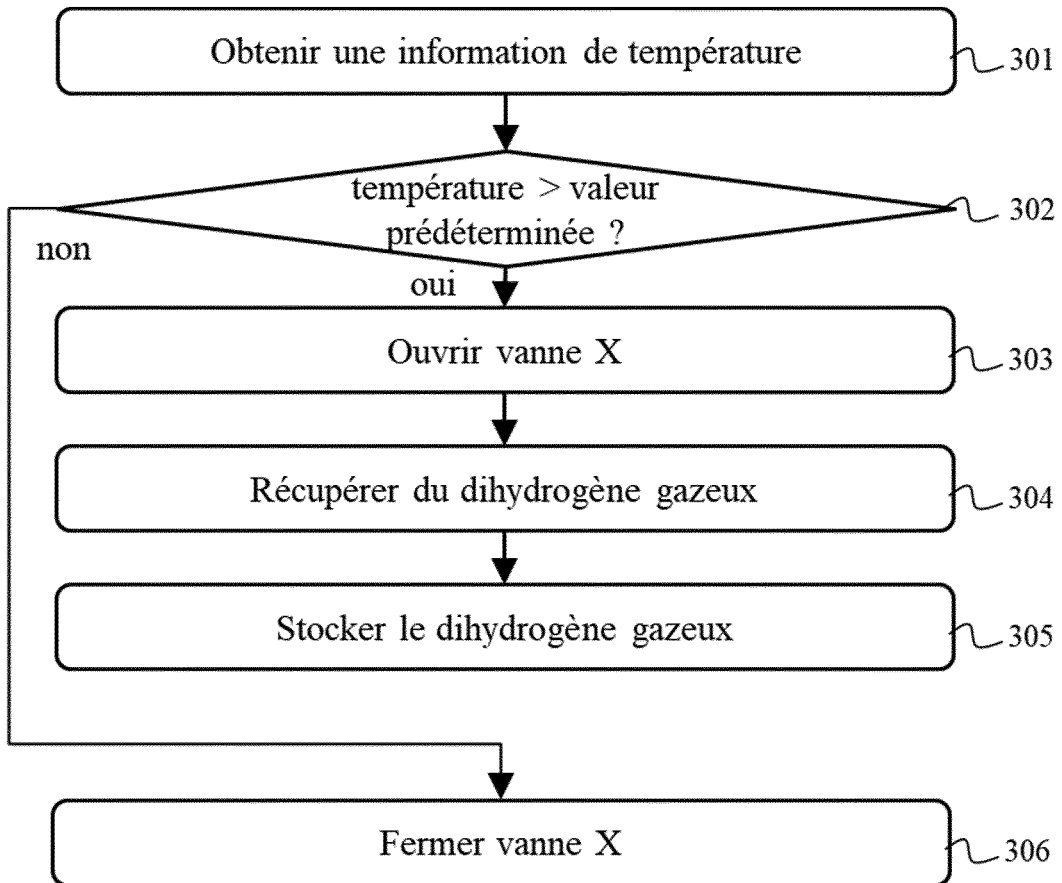 Obtenir une information de température
301
température > valeur
prédéterminée ?
302
non
oui
Ouvrir vanne X
303
Récupérer du dihydrogène gazeux
304
Stocker le dihydrogène gazeux
305
Fermer vanne X
306